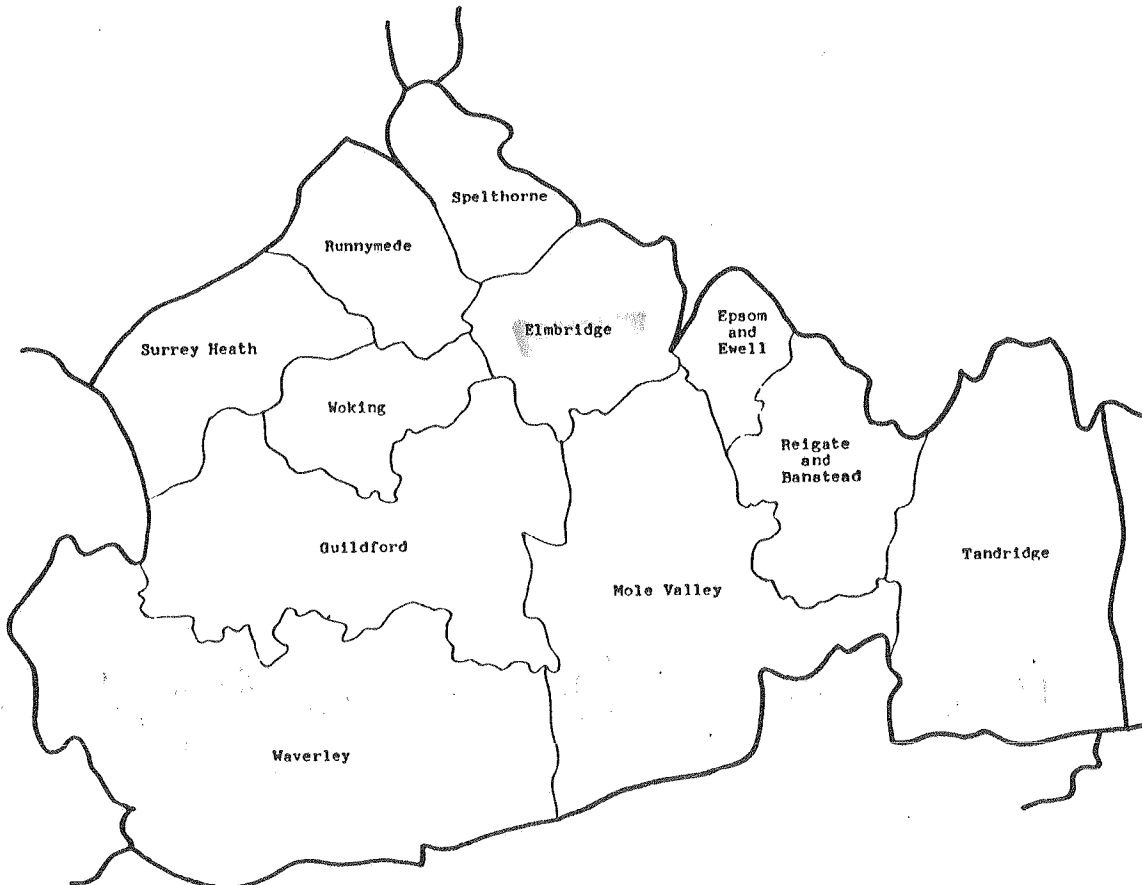 Spelthorne
Runnymede
Elmbridge
Epsom
and
Ewell
Surrey Heath
Woking
Reigate
and
Banstead
Guildford
Tandridge
Mole Valley
Waverley